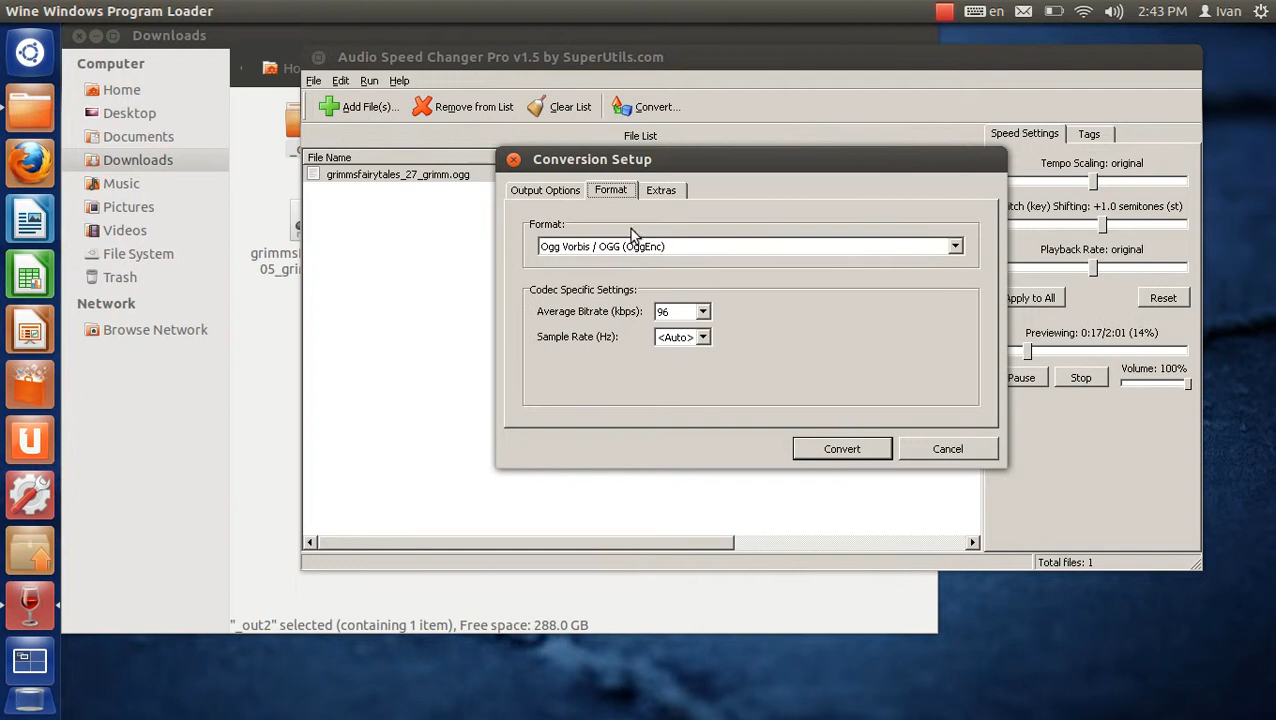 Wine Windows Program Loader
en
2:43 PM
Ivan
Downloads
Computer
Home
Desktop
Documents
Downloads
Music
Pictures
Videos
File System
Trash
Network
Browse Network
Ho
grimms
05_gri
"_out2" selected (containing 1 item), Free space: 288.0 GB
Audio Speed Changer Pro v1.5 by SuperUtils.com
File Edit Run Help
Add File(s)... Remove from List Clear List Convert...
File List
File Name
grimmsfairytales_27_grimm.ogg
Conversion Setup
Output Options Format Extras
Format:
Ogg Vorbis / OGG (OggEnc)
Codec Specific Settings:
Average Bitrate (kbps): 96
Sample Rate (Hz): <Auto>
Convert Cancel
Speed Settings Tags
Tempo Scaling: original
itch (key) Shifting: +1.0 semitones (st)
Playback Rate: original
Apply to All Reset
Previewing: 0:17/2:01 (14%)
Pause Stop Volume: 100%
Total files: 1